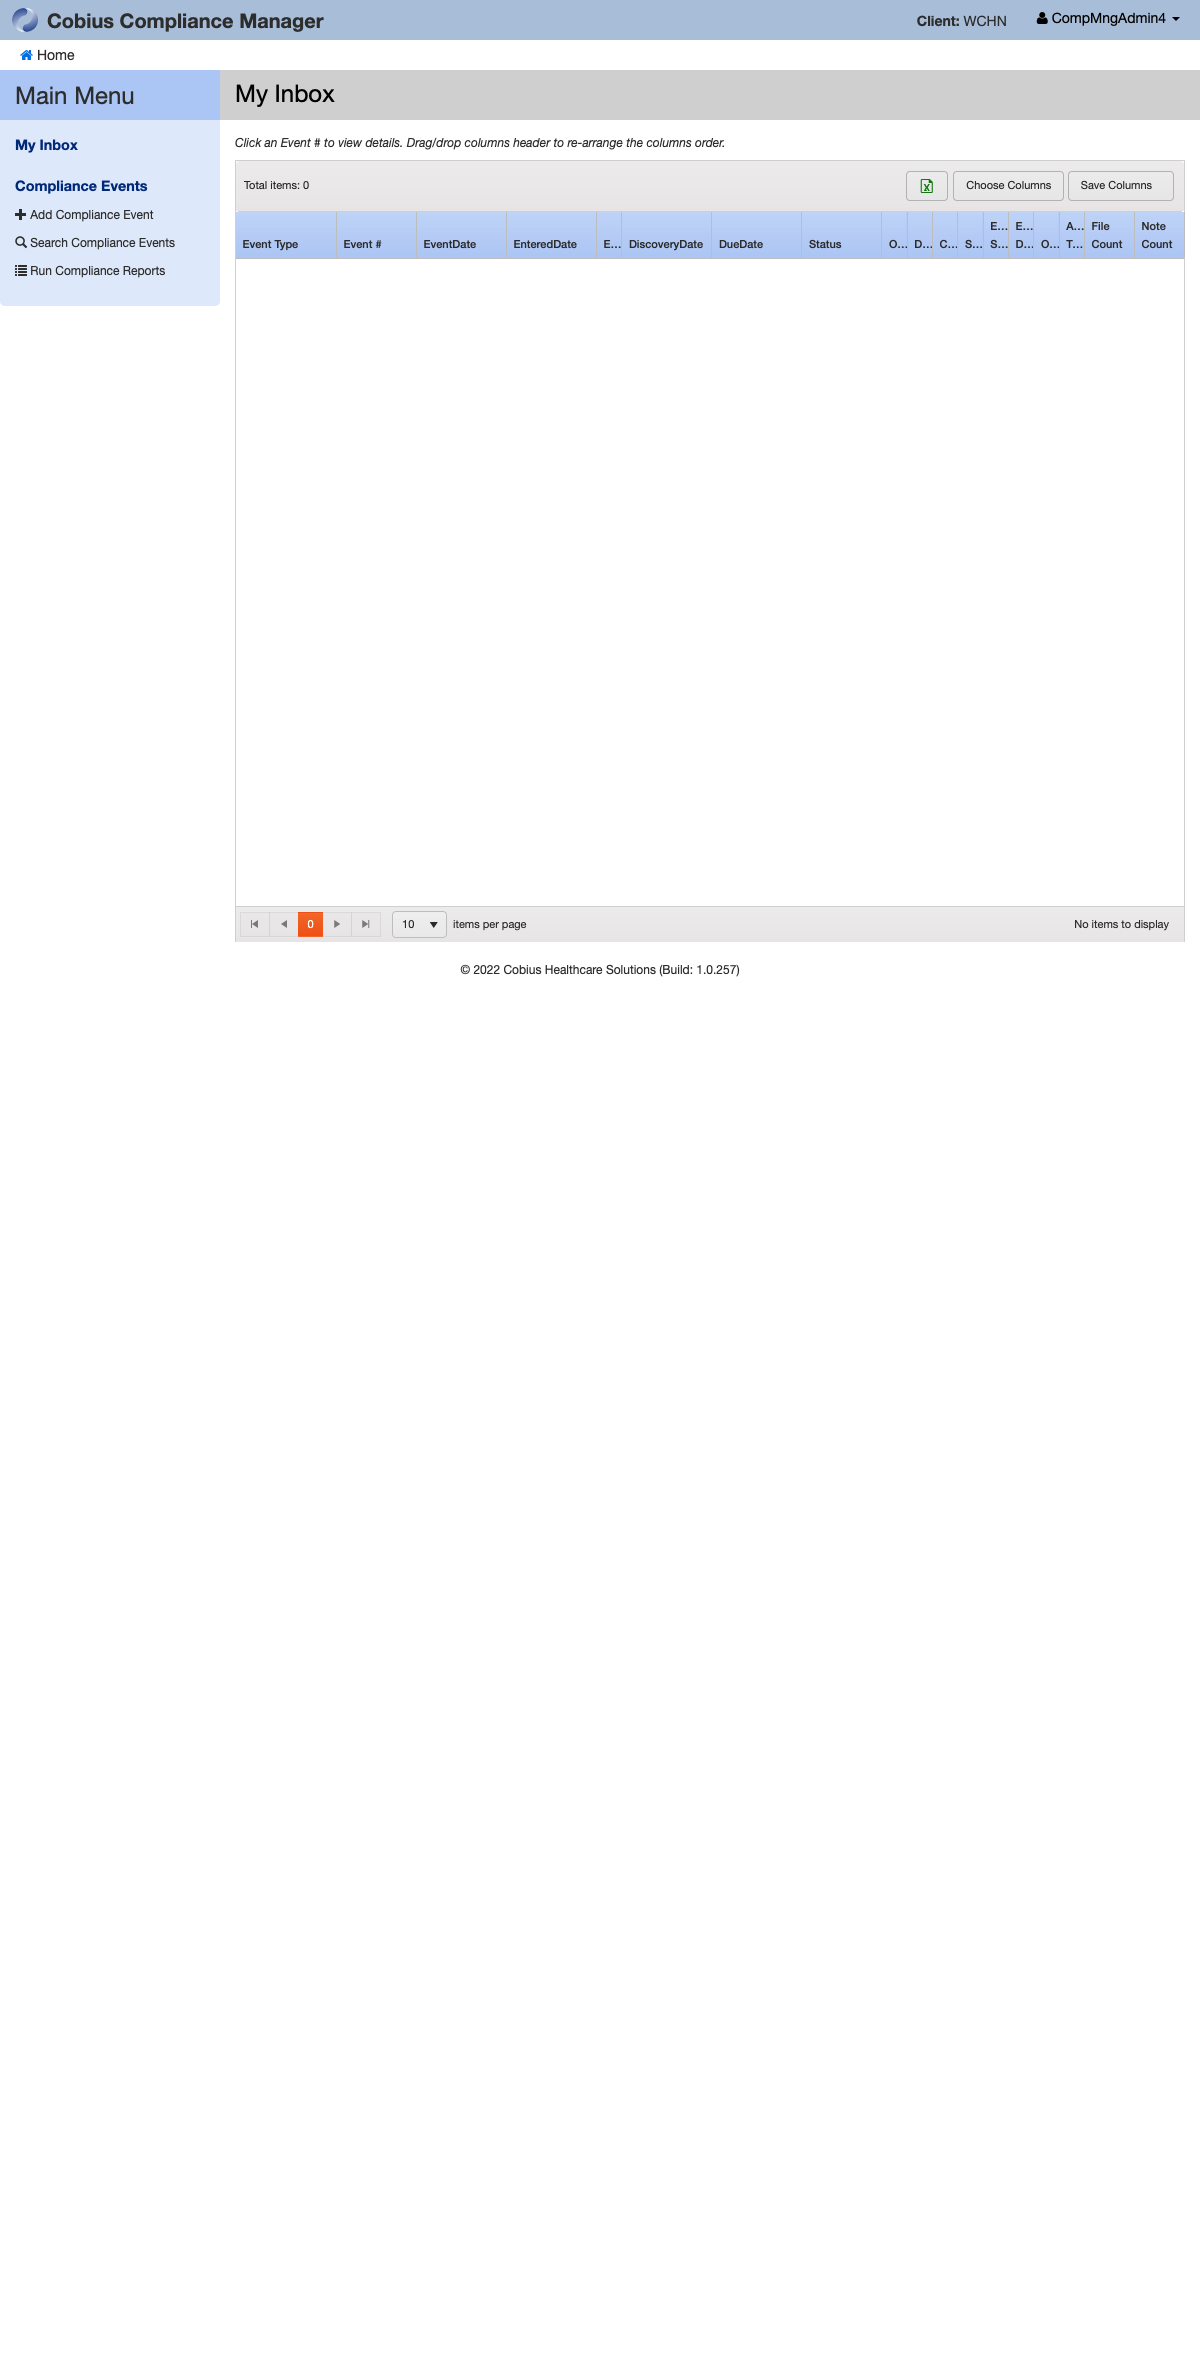 Cobius Compliance Manager
Client: WCHN
CompMngAdmin4
Home
Main Menu
My Inbox
Compliance Events
Add Compliance Event
Search Compliance Events
Run Compliance Reports
My Inbox
Click an Event # to view details. Drag/drop columns header to re-arrange the columns order.
Total items: 0
Choose Columns
Save Columns
Event Type
Event #
EventDate
EnteredDate
E...
DiscoveryDate
DueDate
Status
O...
D...
C...
S...
E...
S...
E...
D...
O...
A...
T...
File
Count
Note
Count
0
10
items per page
No items to display
© 2022 Cobius Healthcare Solutions (Build: 1.0.257)